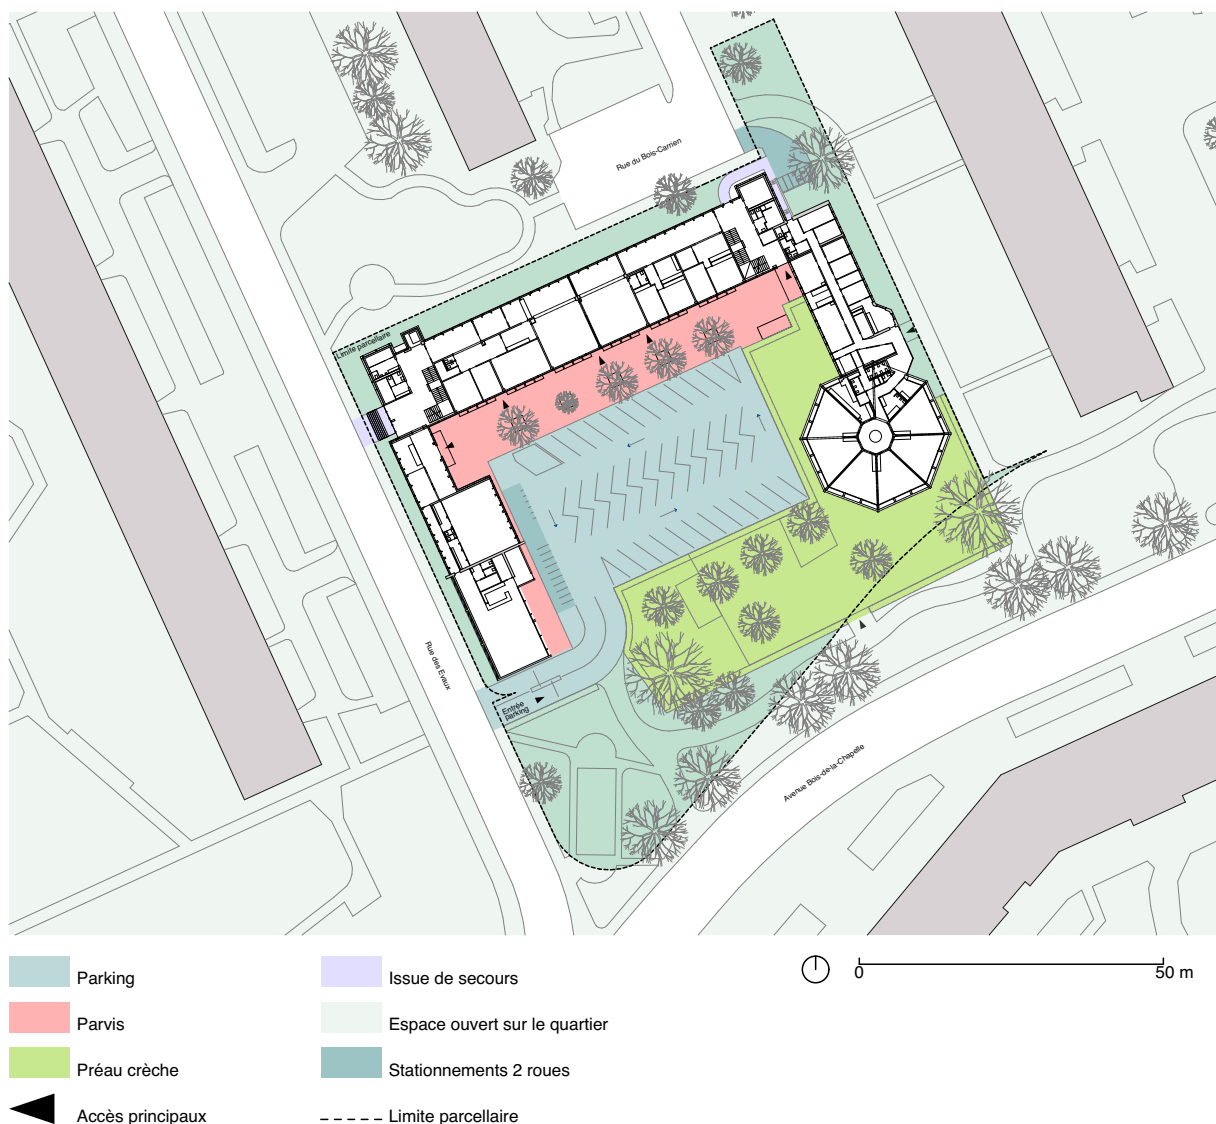 Rue du Bois-Carrien
Limite parcellaire
Rue des Evaux
Entrée
parking
Avenue Bois-de-la-Chapelle
Parking
Parvis
Préau crèche
Accès principaux
Issue de secours
Espace ouvert sur le quartier
Stationnements 2 roues
Limite parcellaire
0
50 m